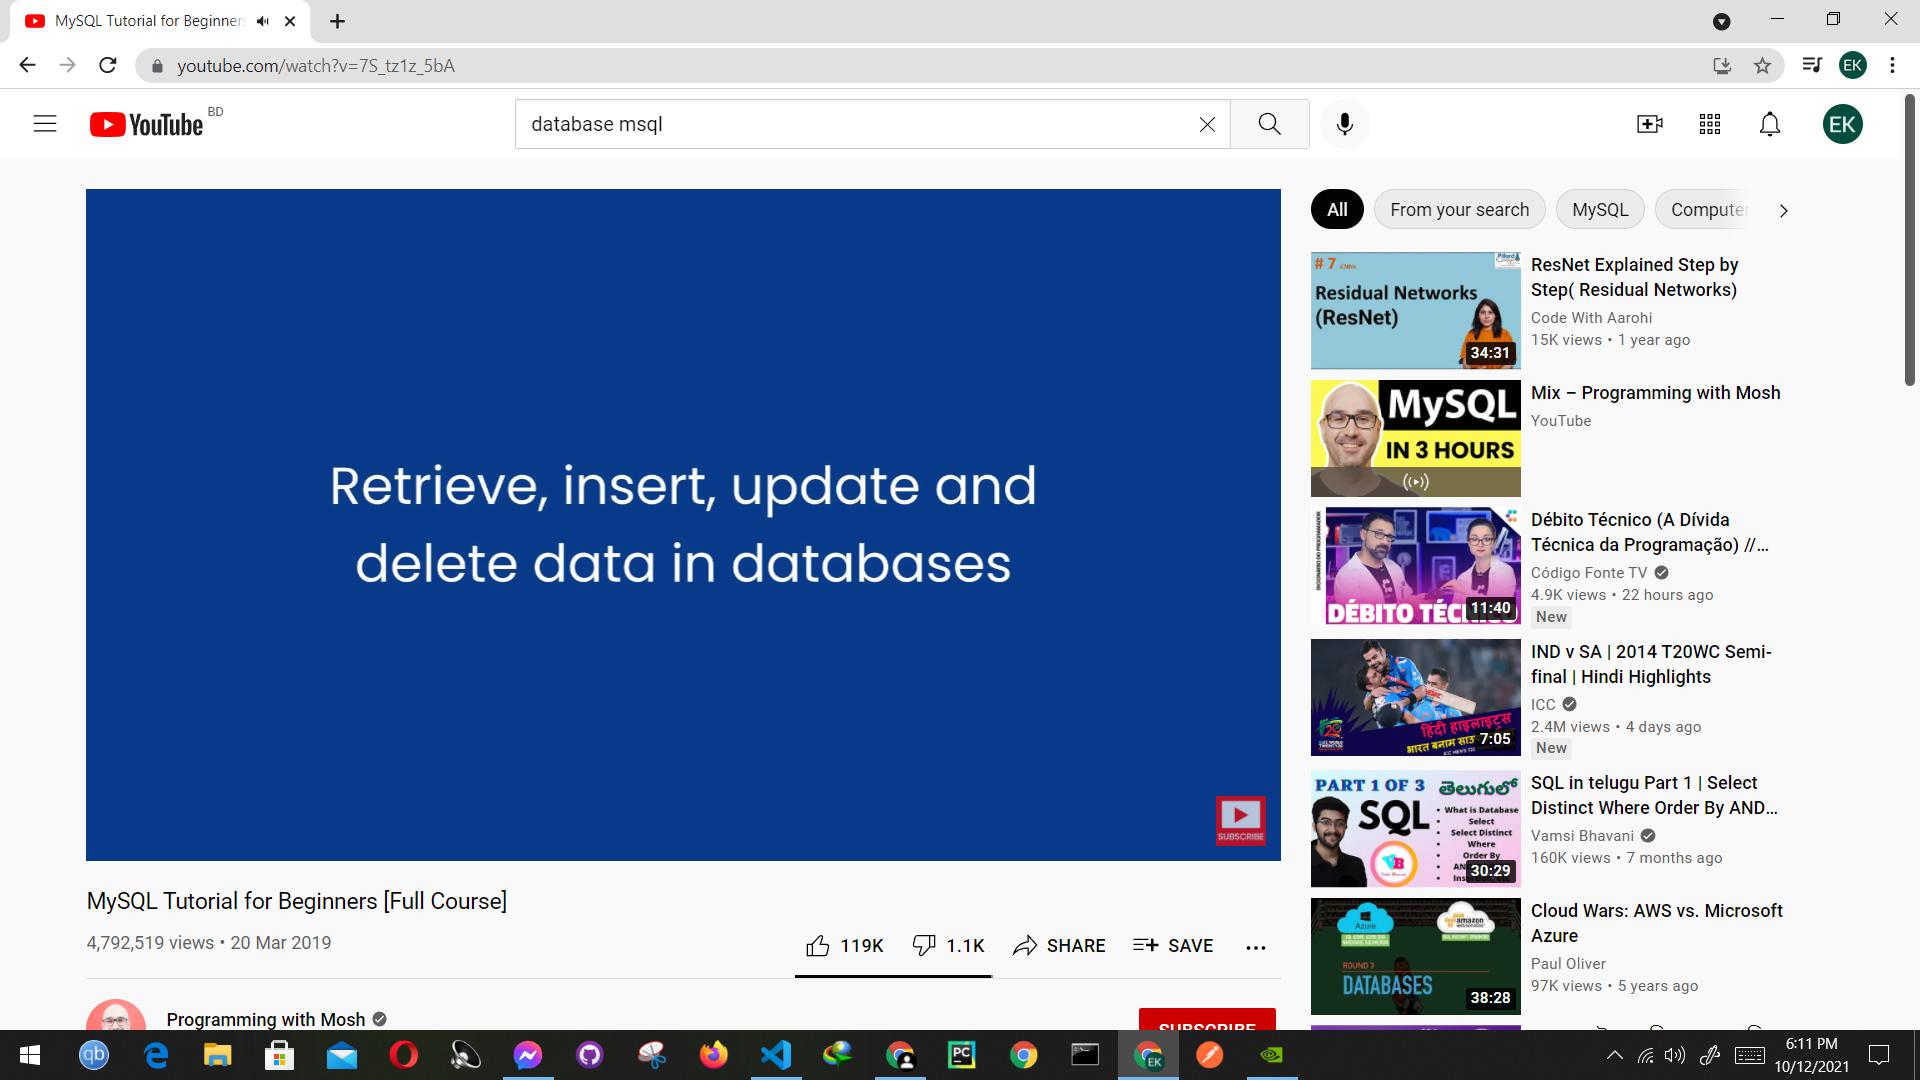 MySQL Tutorial for Beginners
youtube.com/watch?v=7S_tz1z_5bA
EK
YouTube BD
database msql
EK
Retrieve, insert, update and
delete data in databases
SUBSCRIBE
MySQL Tutorial for Beginners [Full Course]
4,792,519 views • 20 Mar 2019
119K
1.1K
SHARE
SAVE
Programming with Mosh
SUBSCRIBE
All
From your search
MySQL
Computer
# 7 CNNs
Residual Networks
(ResNet)
34:31
ResNet Explained Step by
Step( Residual Networks)
Code With Aarohi
15K views • 1 year ago
MySQL
IN 3 HOURS
Mix – Programming with Mosh
YouTube
DICIONÁRIO DO PROGRAMADOR
DÉBITO TÉC
11:40
Débito Técnico (A Dívida
Técnica da Programação) //...
Código Fonte TV
4.9K views • 22 hours ago
New
हिंदी हाइलाइट्स
भारत बनाम साउ
7:05
IND v SA | 2014 T20WC Semi-
final | Hindi Highlights
ICC
2.4M views • 4 days ago
New
PART 1 OF 3 తెలుగులో
SQL
• What is Database
• Select
• Select Distinct
• Where
• Order By
30:29
SQL in telugu Part 1 | Select
Distinct Where Order By AND...
Vamsi Bhavani
160K views • 7 months ago
Azure
amazon
webservices
ROUND 3
DATABASES
38:28
Cloud Wars: AWS vs. Microsoft
Azure
Paul Oliver
97K views • 5 years ago
qb
PC
EK
6:11 PM
10/12/2021